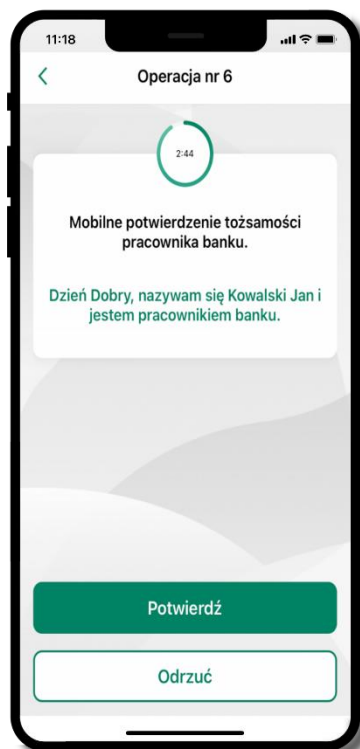 11:18
Operacja nr 6
2:44
Mobilne potwierdzenie tożsamości
pracownika banku.
Dzień Dobry, nazywam się Kowalski Jan i
jestem pracownikiem banku.
Potwierdź
Odrzuć